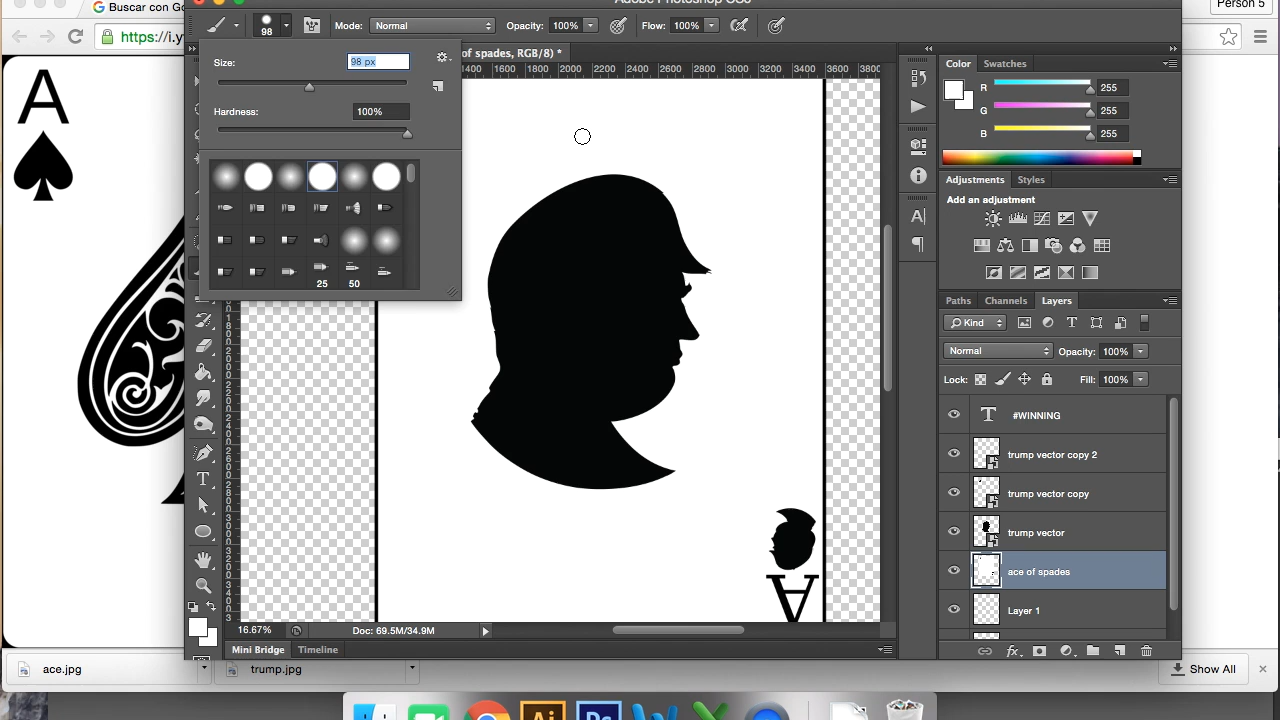 Buscar con Go
Adobe Photoshop CS6
Person 5
https://i.y
98
Mode: Normal
Opacity: 100%
Flow: 100%
of spades, RGB/8) *
Size: 98 px
Hardness: 100%
25 50
1400 1600 1800 2000 2200 2400 2600 2800 3000 3200 3400 3600 3800
A
A
Color Swatches
R 255
G 255
B 255
Adjustments Styles
Add an adjustment
Paths Channels Layers
Kind
Normal Opacity: 100%
Lock: Fill: 100%
#WINNING
trump vector copy 2
trump vector copy
trump vector
ace of spades
Layer 1
16.67% Doc: 69.5M/34.9M
Mini Bridge Timeline
ace.jpg trump.jpg Show All
Ai Ps